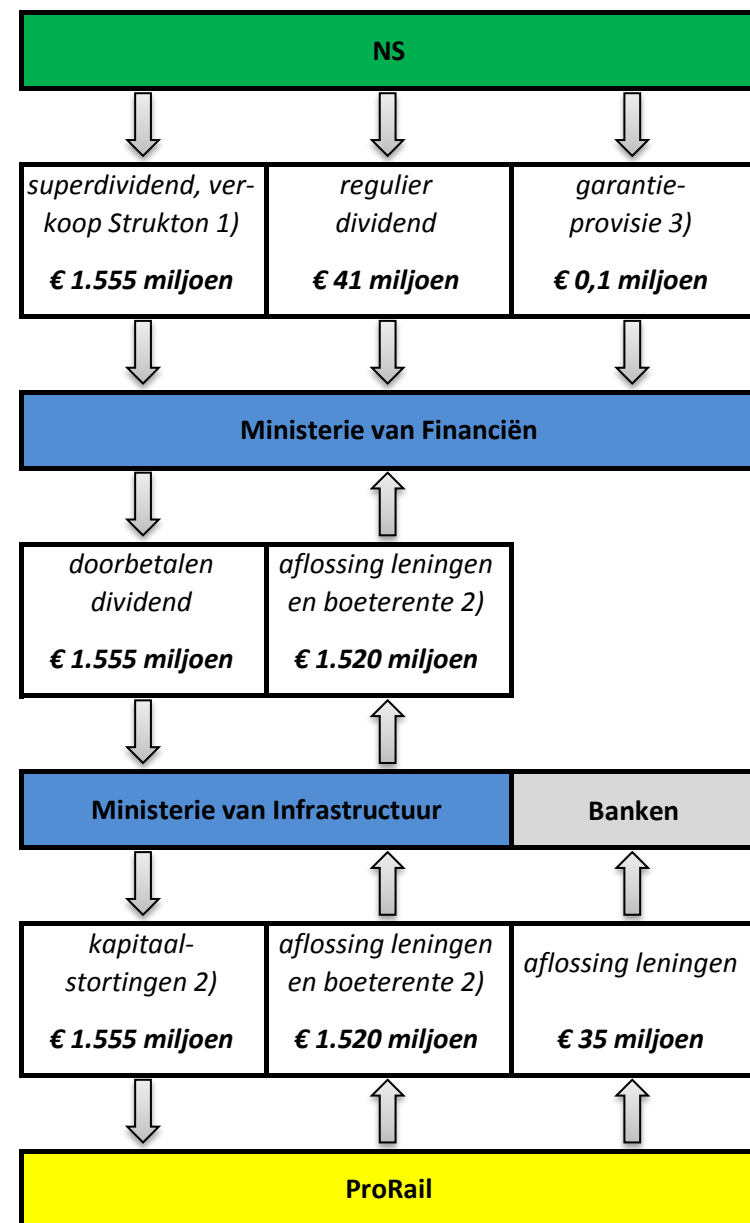 NS
superdividend, ver-
koop Strukton 1)
€ 1.555 miljoen
regulier
dividend
€ 41 miljoen
garantie-
provisie 3)
€ 0,1 miljoen
Ministerie van Financiën
doorbetalen
dividend
€ 1.555 miljoen
aflossing leningen
en boeterente 2)
€ 1.520 miljoen
Ministerie van Infrastructuur
Banken
kapitaal-
stortingen 2)
€ 1.555 miljoen
aflossing leningen
en boeterente 2)
€ 1.520 miljoen
aflossing leningen
€ 35 miljoen
ProRail